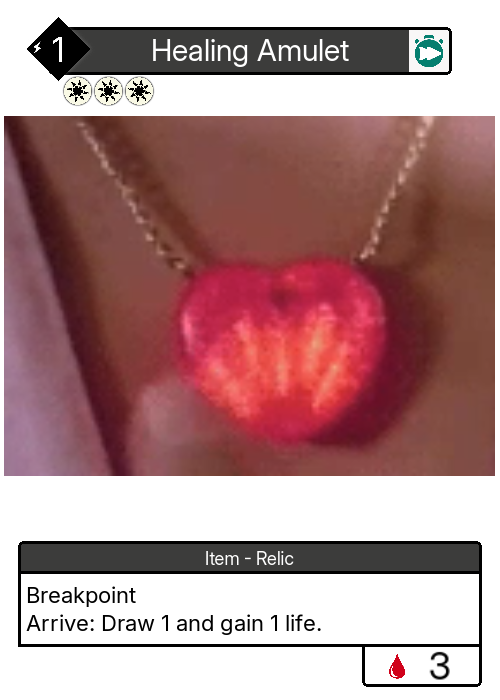 1
Healing Amulet
Item - Relic
Breakpoint
Arrive: Draw 1 and gain 1 life.
3